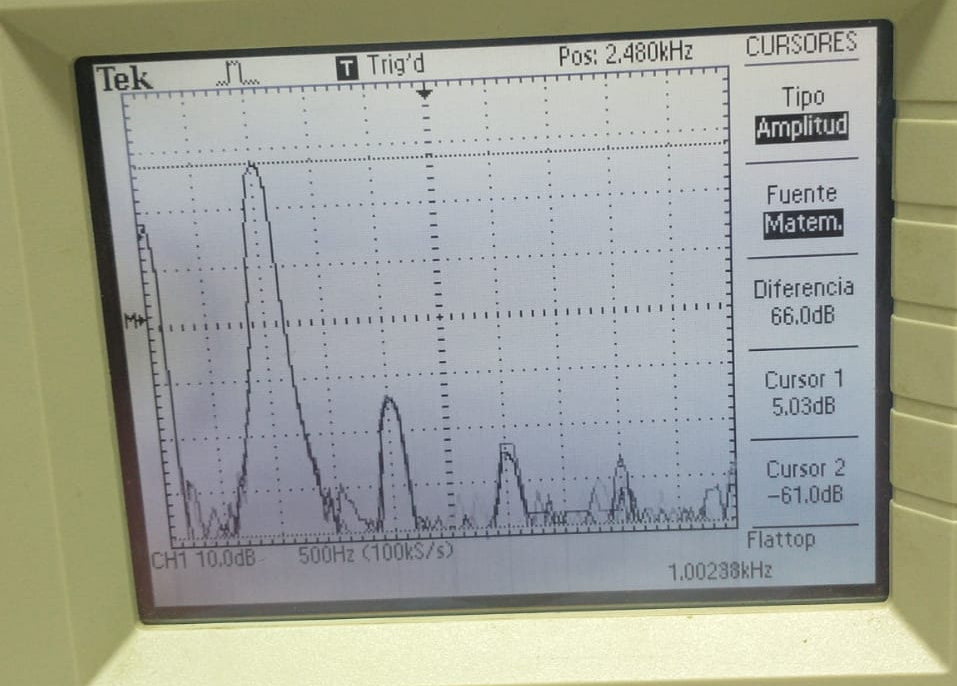 Tek
T Trig'd
Pos: 2.480kHz
CURSORES
Tipo
Amplitud
Fuente
Matem.
Diferencia
66.0dB
Cursor 1
5.03dB
Cursor 2
-61.0dB
M
CH1 10.0dB
500Hz (100kS/s)
Flattop
1.00238kHz